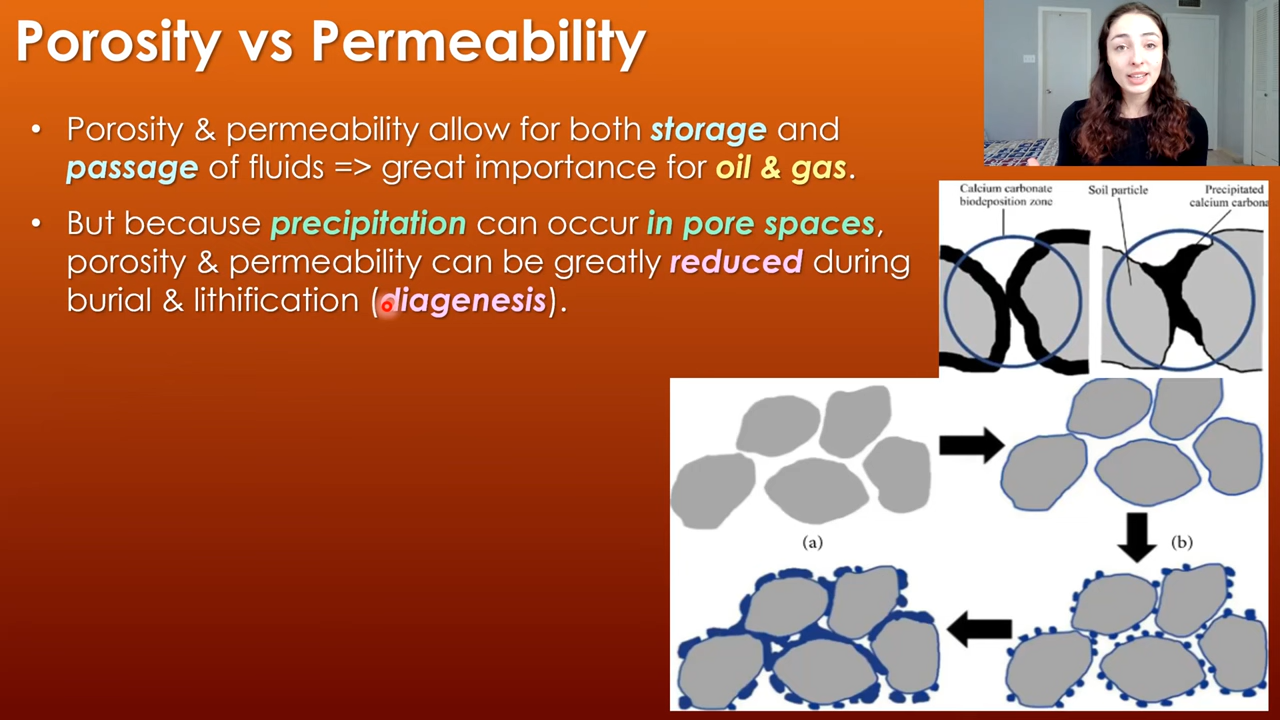 Porosity vs Permeability
• Porosity & permeability allow for both storage and
passage of fluids => great importance for oil & gas.
• But because precipitation can occur in pore spaces,
porosity & permeability can be greatly reduced during
burial & lithification (diagenesis).
Calcium carbonate
biodeposition zone
Soil particle
Precipitated
calcium carbona
(a)
(b)